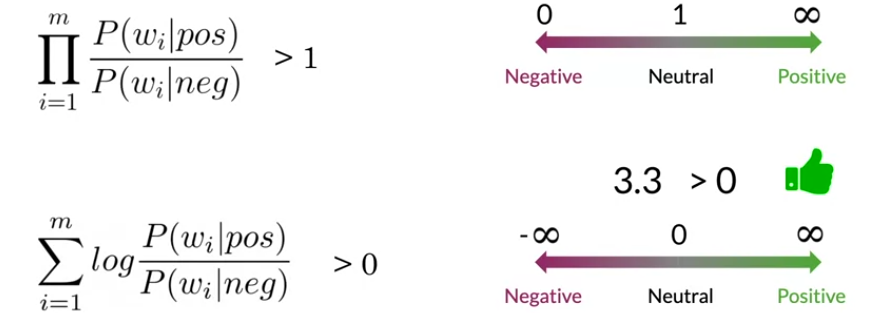 m
∏ P(w_i|pos) / P(w_i|neg) > 1
i=1
0 1 ∞
Negative Neutral Positive
3.3 > 0
m
∑ log P(w_i|pos) / P(w_i|neg) > 0
i=1
-∞ 0 ∞
Negative Neutral Positive